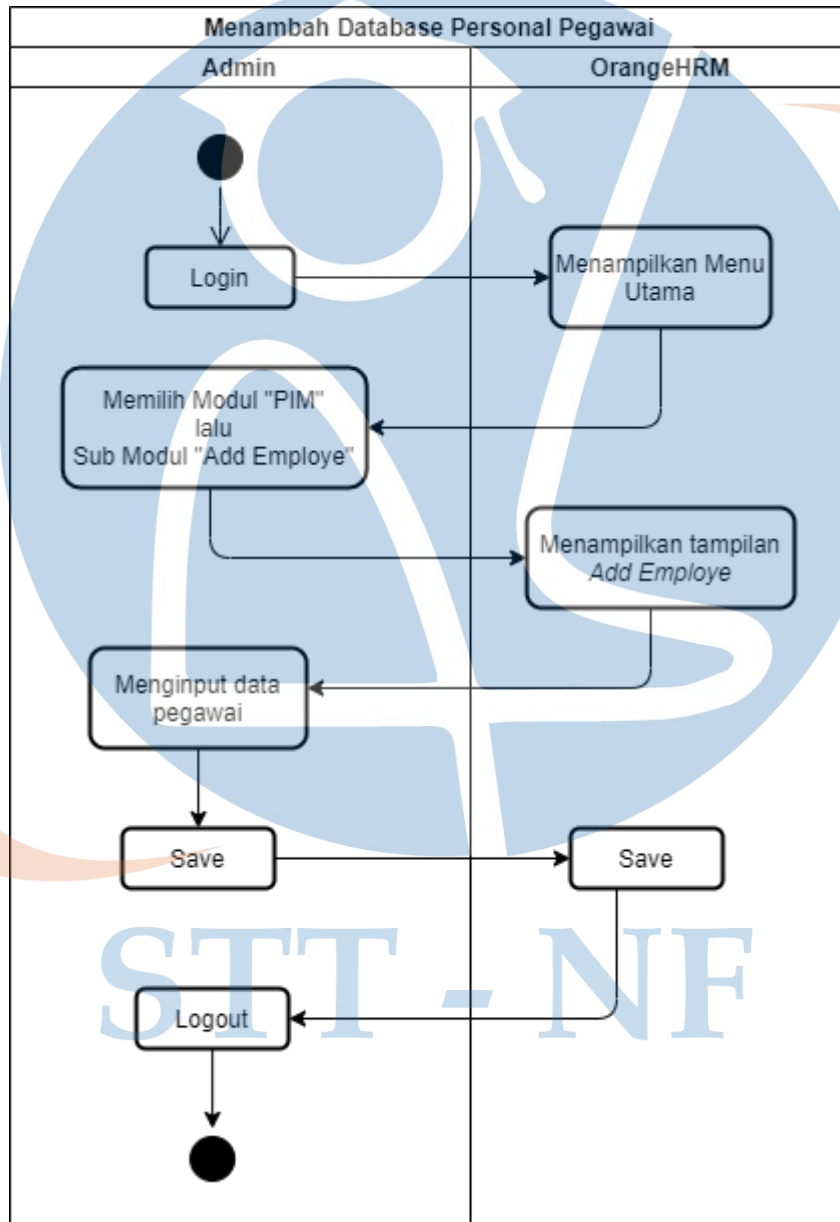 Menambah Database Personal Pegawai
Admin
OrangeHRM
Login
Menampilkan Menu
Utama
Memilih Modul "PIM"
lalu
Sub Modul "Add Employe"
Menampilkan tampilan
Add Employe
Menginput data
pegawai
Save
Save
STT - NF
Logout